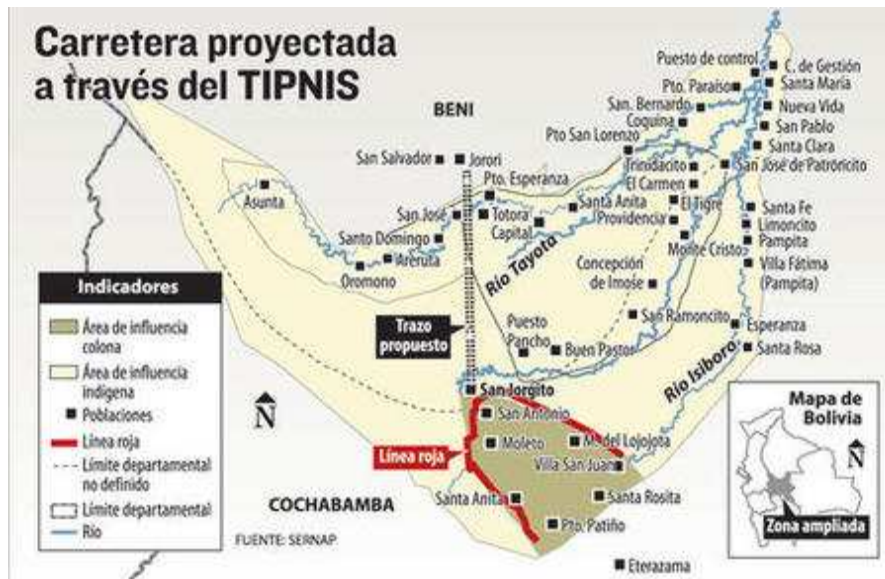 Carretera proyectada
a través del TIPNIS
BENI
Puesto de control
C. de Gestión
Pto. Paraíso
Santa María
San. Bernardo
Nueva Vida
Coquina
San Pablo
Pto San Lorenzo
Santa Clara
San Salvador
Jorori
Trinidacito
San José de Patrocicito
Pto. Esperanza
El Carmen
Asunta
San José
Totora
Capital
Santa Anita
El Tigre
Providencia
Santa Fe
Limoncito
Santo Domingo
Monte Cristo
Pampita
Areruta
Río Tayota
Concepción
de Imose
Villa Fátima
(Pampita)
Oromono
Indicadores
Área de influencia
colona
Área de influencia
indígena
Poblaciones
Línea roja
Límite departamental
no definido
Límite departamental
Río
Trazo
propuesto
Puesto
Pancho
Buen Pastor
San Ramoncito
Esperanza
Río Isiboro
Santa Rosa
San Jorgito
N
San Antonio
Moleto
M. del Lojojota
Línea roja
Villa San Juan
COCHABAMBA
Santa Anita
Santa Rosita
Pto. Patiño
FUENTE: SERNAP.
Eterazama
Mapa de
Bolivia
N
Zona ampliada